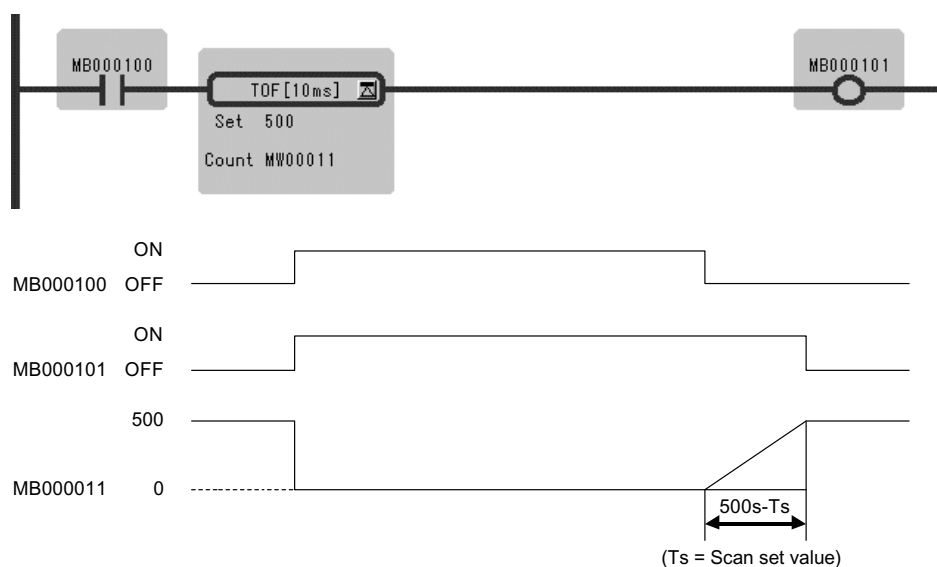 MB000100
MB000101
TOF[10ms]
Set 500
Count MW00011
ON
MB000100 OFF
ON
MB000101 OFF
500
MB000011 0
500s-Ts
(Ts = Scan set value)